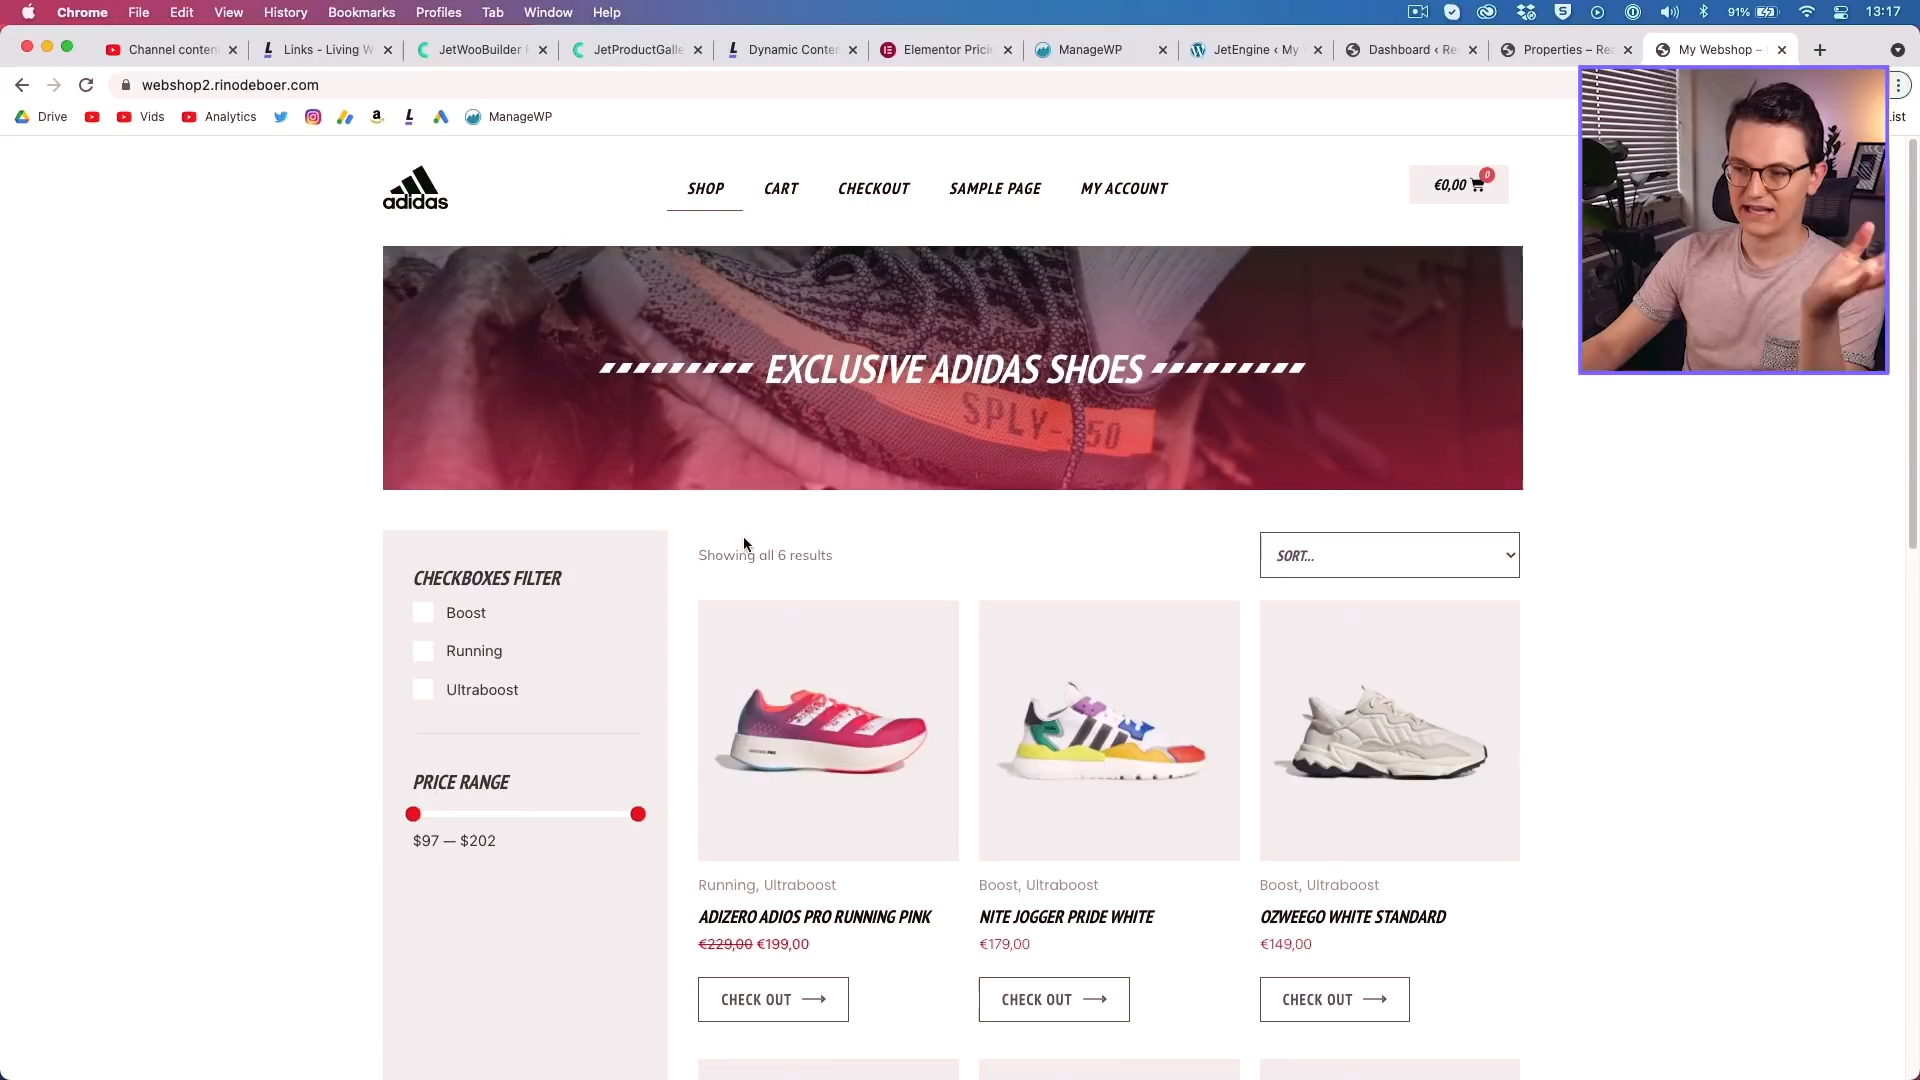 Chrome File Edit View History Bookmarks Profiles Tab Window Help 91% 13:17
Channel conten Links - Living W JetWooBuilder JetProductGalle Dynamic Conter Elementor Prici ManageWP JetEngine ‹ My Dashboard ‹ Re Properties – Rea My Webshop –
webshop2.rinodeboer.com
Drive Vids Analytics ManageWP
adidas
SHOP CART CHECKOUT SAMPLE PAGE MY ACCOUNT
€0,00 0
EXCLUSIVE ADIDAS SHOES
CHECKBOXES FILTER
Boost
Running
Ultraboost
PRICE RANGE
$97 — $202
Showing all 6 results
SORT...
Running, Ultraboost
ADIZERO ADIOS PRO RUNNING PINK
€229,00 €199,00
CHECK OUT
Boost, Ultraboost
NITE JOGGER PRIDE WHITE
€179,00
CHECK OUT
Boost, Ultraboost
OZWEEGO WHITE STANDARD
€149,00
CHECK OUT